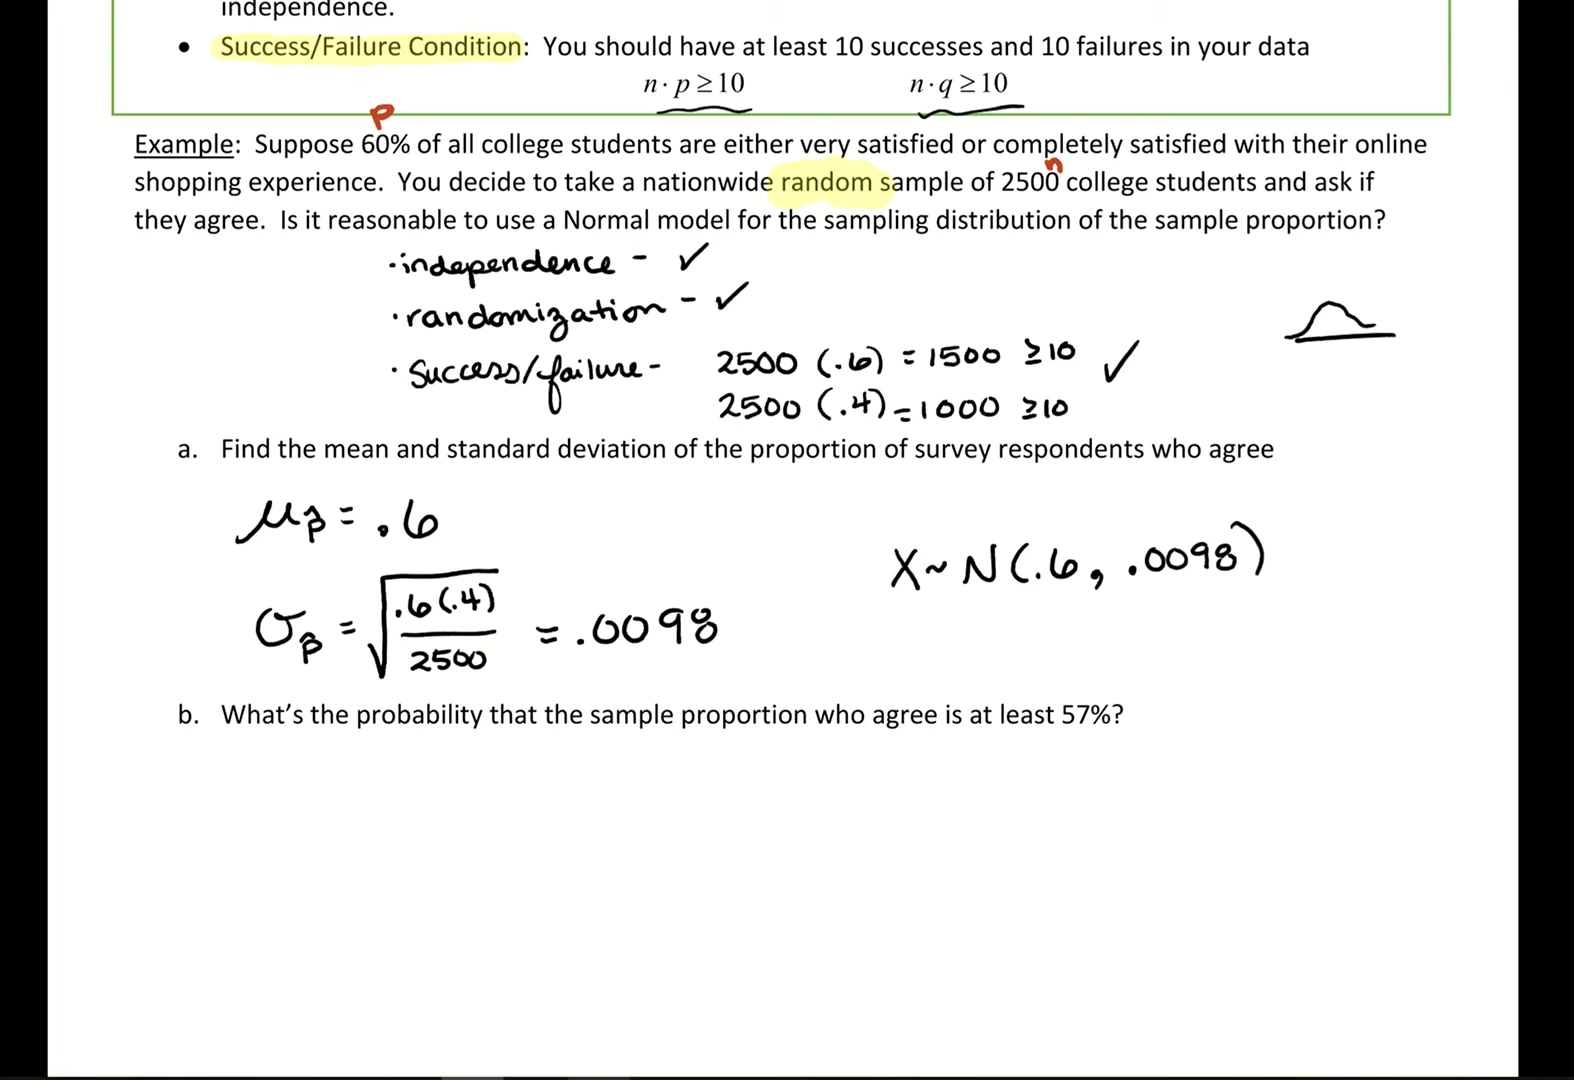 independence.
• Success/Failure Condition: You should have at least 10 successes and 10 failures in your data
n · p ≥ 10 n · q ≥ 10
p
Example: Suppose 60% of all college students are either very satisfied or completely satisfied with their online
n
shopping experience. You decide to take a nationwide random sample of 2500 college students and ask if
they agree. Is it reasonable to use a Normal model for the sampling distribution of the sample proportion?
· independence - ✓
· randomization - ✓
· Success/failure - 2500 (.6) = 1500 ≥10 ✓
2500 (.4) = 1000 ≥10
a. Find the mean and standard deviation of the proportion of survey respondents who agree
μp̂ = .6
X~ N(.6, .0098)
σp̂ = √.6(.4)/2500 = .0098
b. What's the probability that the sample proportion who agree is at least 57%?